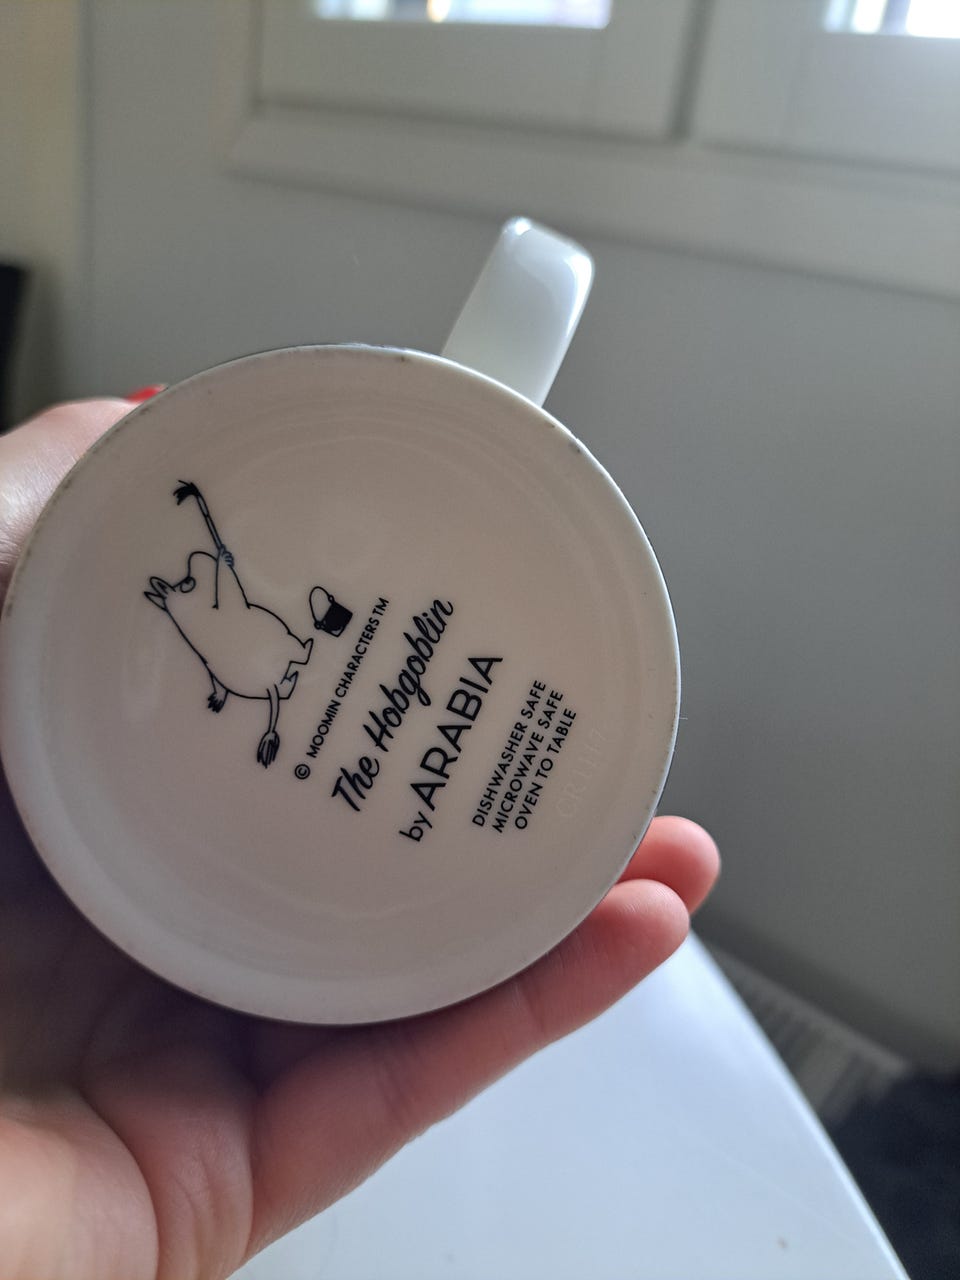 © MOOMIN CHARACTERS™
The Hobgoblin
by ARABIA
DISHWASHER SAFE
MICROWAVE SAFE
OVEN TO TABLE